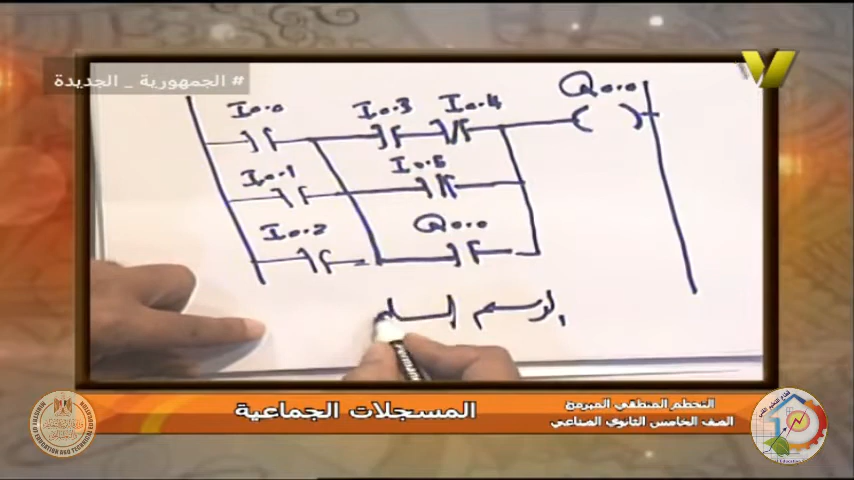 # الجمهورية _ الجديدة
I0.0 I0.3 I0.4 Q0.0
I0.1 I0.5
I0.2 Q0.0
الرسم السلم
التحكم المنطقي المبرمج
الصف الخامس الثانوي الصناعي
المسجلات الجماعية